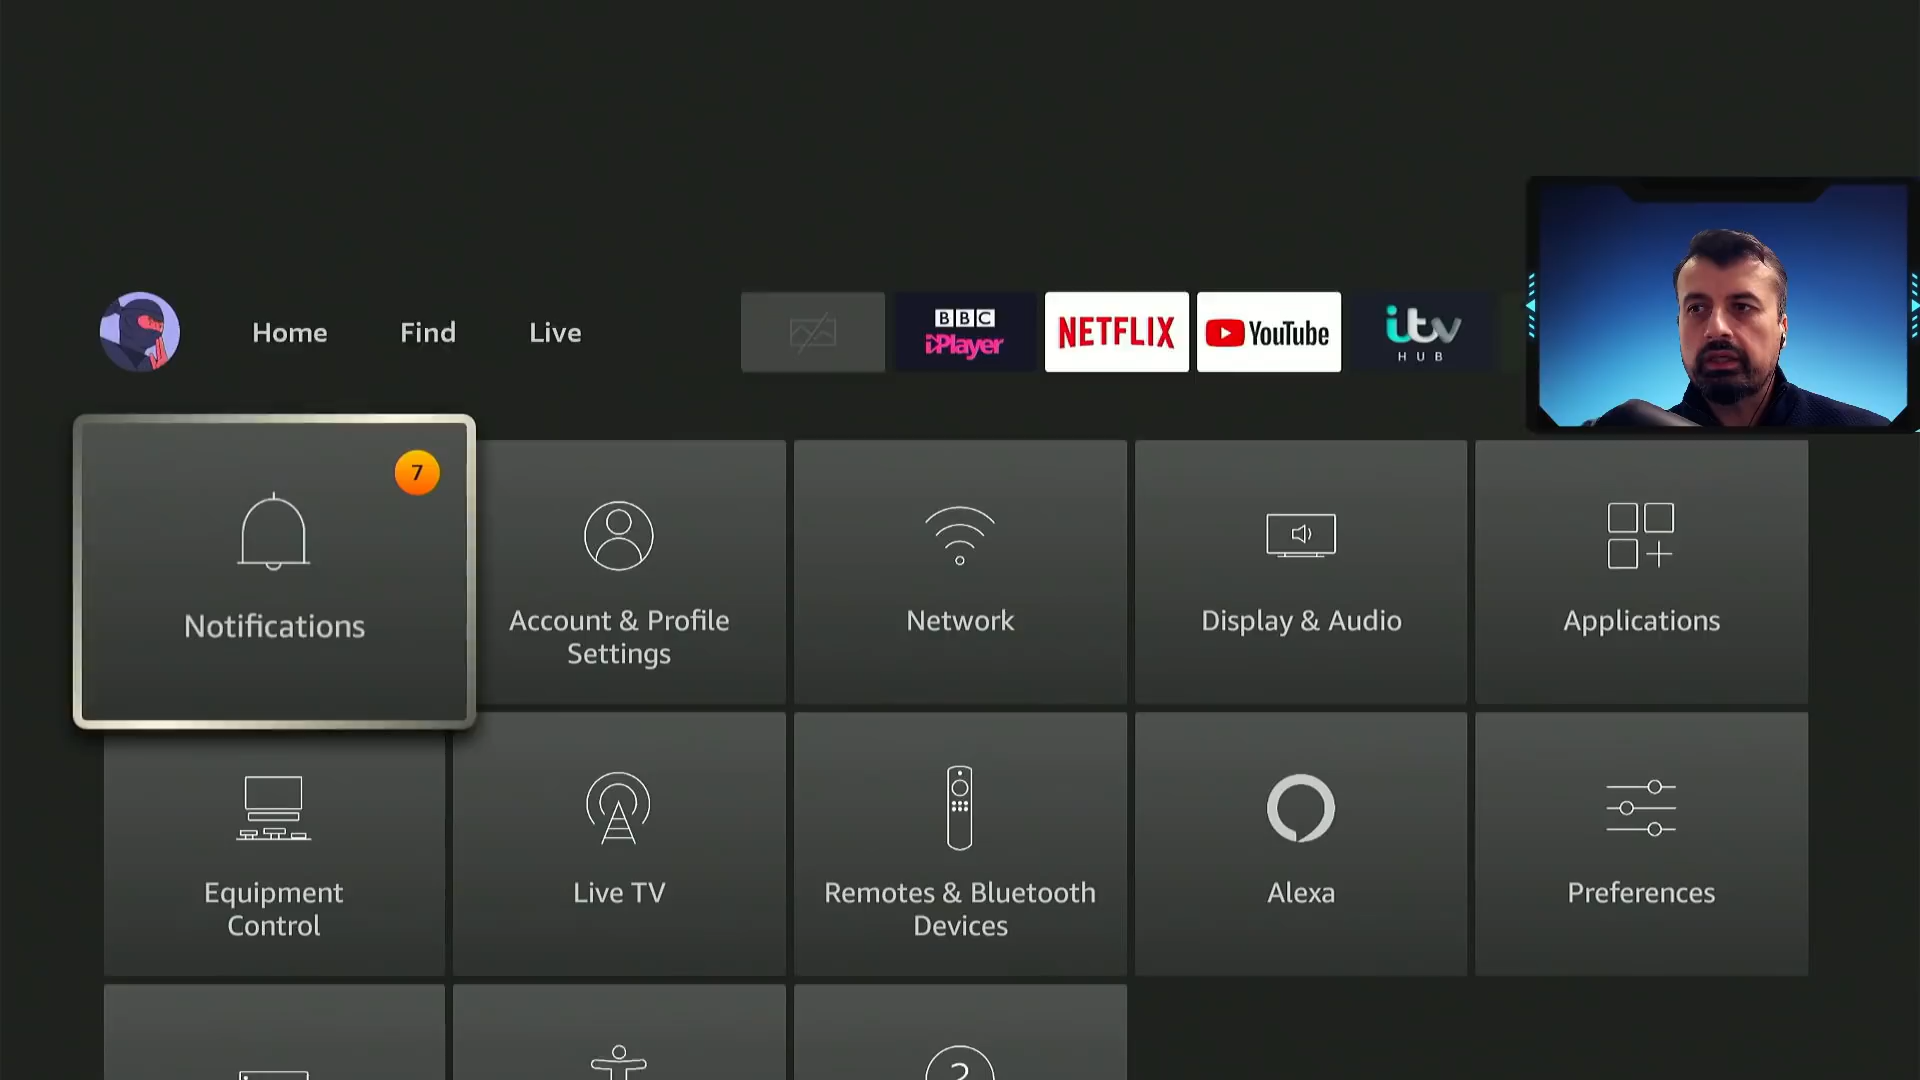 Home
Find
Live
BBC
iPlayer
NETFLIX
YouTube
itv
HUB
7
Notifications
Account & Profile
Settings
Network
Display & Audio
Applications
Equipment
Control
Live TV
Remotes & Bluetooth
Devices
Alexa
Preferences
?